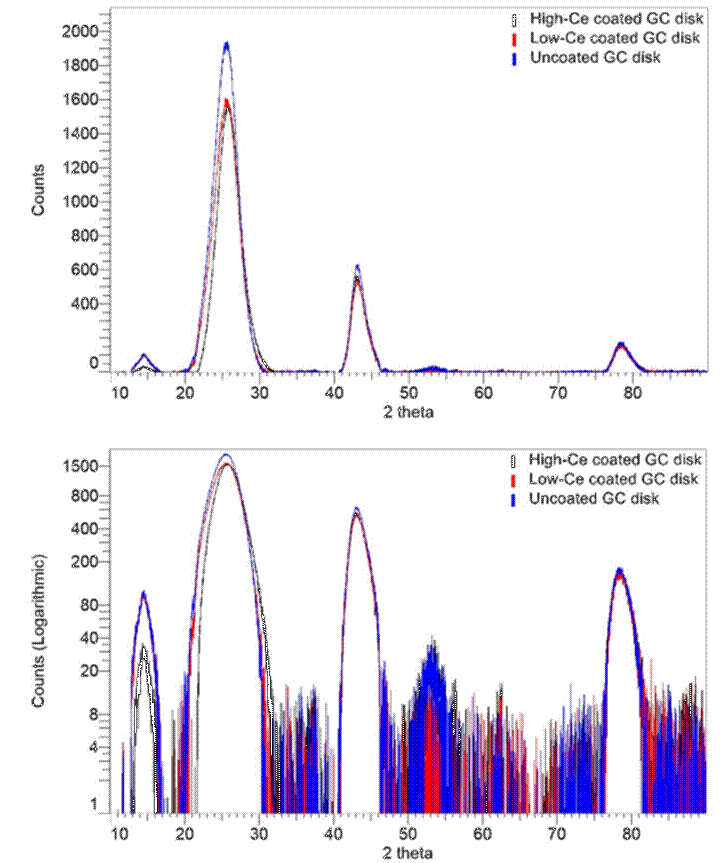 High-Ce coated GC disk
Low-Ce coated GC disk
Uncoated GC disk
2000
1800
1600
1400
1200
1000
800
600
400
0
Counts
10 20 30 40 50 60 70 80
2 theta
High-Ce coated GC disk
Low-Ce coated GC disk
Uncoated GC disk
1500
800
400
200
80
40
20
8
4
1
Counts (Logarithmic)
10 20 30 40 50 60 70 80
2 theta